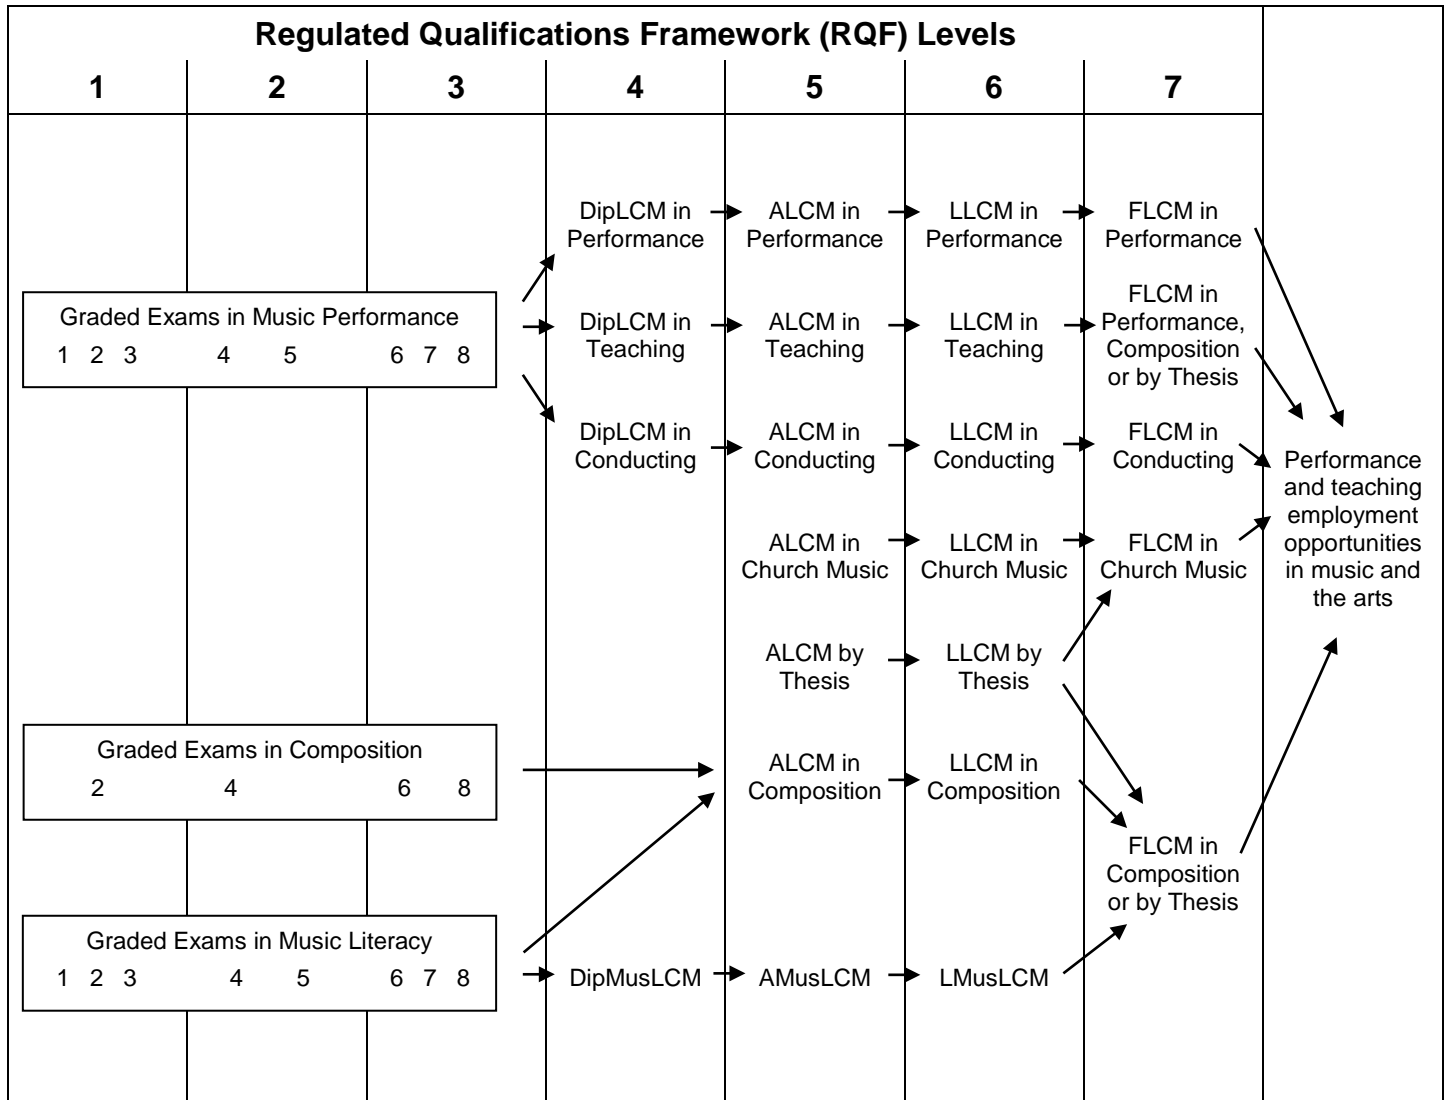 Regulated Qualifications Framework (RQF) Levels
1 2 3 4 5 6 7
DipLCM in
Performance
ALCM in
Performance
LLCM in
Performance
FLCM in
Performance
Graded Exams in Music Performance
1 2 3 4 5 6 7 8
DipLCM in
Teaching
ALCM in
Teaching
LLCM in
Teaching
FLCM in
Performance,
Composition
or by Thesis
DipLCM in
Conducting
ALCM in
Conducting
LLCM in
Conducting
FLCM in
Conducting
Performance
and teaching
employment
opportunities
in music and
the arts
ALCM in
Church Music
LLCM in
Church Music
FLCM in
Church Music
ALCM by
Thesis
LLCM by
Thesis
Graded Exams in Composition
2 4 6 8
ALCM in
Composition
LLCM in
Composition
FLCM in
Composition
or by Thesis
Graded Exams in Music Literacy
1 2 3 4 5 6 7 8
DipMusLCM
AMusLCM
LMusLCM